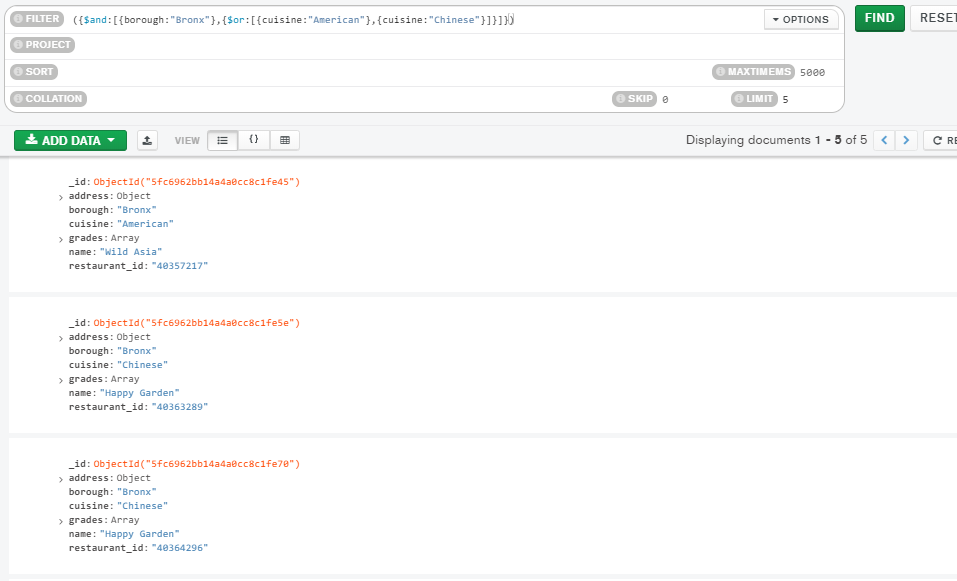 FILTER ({$and:[{borough:"Bronx"},{$or:[{cuisine:"American"},{cuisine:"Chinese"}]}]}) OPTIONS FIND RESET
PROJECT
SORT MAXTIMEMS 5000
COLLATION SKIP 0 LIMIT 5
ADD DATA VIEW {} Displaying documents 1 - 5 of 5 RE
_id: ObjectId("5fc6962bb14a4a0cc8c1fe45")
> address: Object
borough: "Bronx"
cuisine: "American"
> grades: Array
name: "Wild Asia"
restaurant_id: "40357217"
_id: ObjectId("5fc6962bb14a4a0cc8c1fe5e")
> address: Object
borough: "Bronx"
cuisine: "Chinese"
> grades: Array
name: "Happy Garden"
restaurant_id: "40363289"
_id: ObjectId("5fc6962bb14a4a0cc8c1fe70")
> address: Object
borough: "Bronx"
cuisine: "Chinese"
> grades: Array
name: "Happy Garden"
restaurant_id: "40364296"